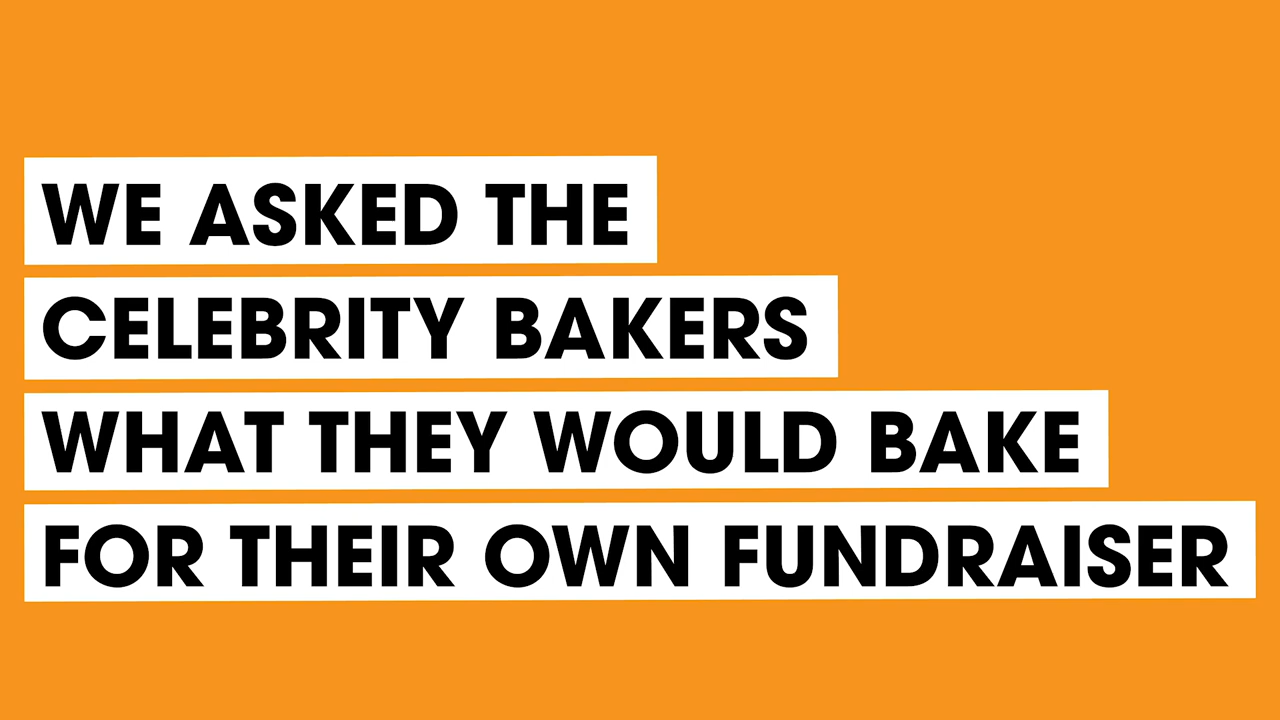 WE ASKED THE
CELEBRITY BAKERS
WHAT THEY WOULD BAKE
FOR THEIR OWN FUNDRAISER